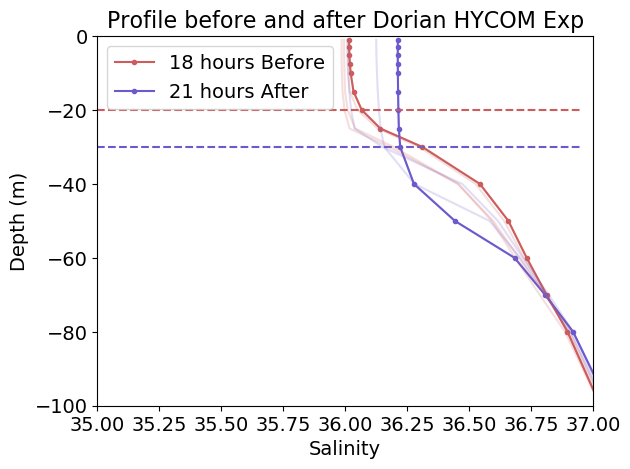 Profile before and after Dorian HYCOM Exp
0
18 hours Before
21 hours After
−20
−40
Depth (m)
−60
−80
−100
35.00 35.25 35.50 35.75 36.00 36.25 36.50 36.75 37.00
Salinity